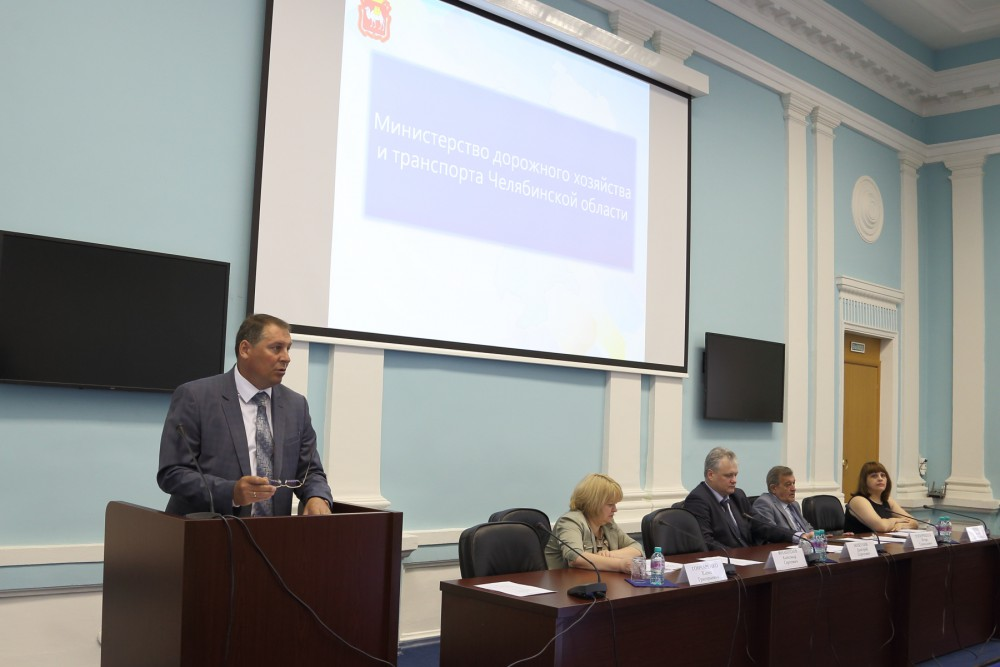 Министерство дорожного хозяйства
и транспорта Челябинской области